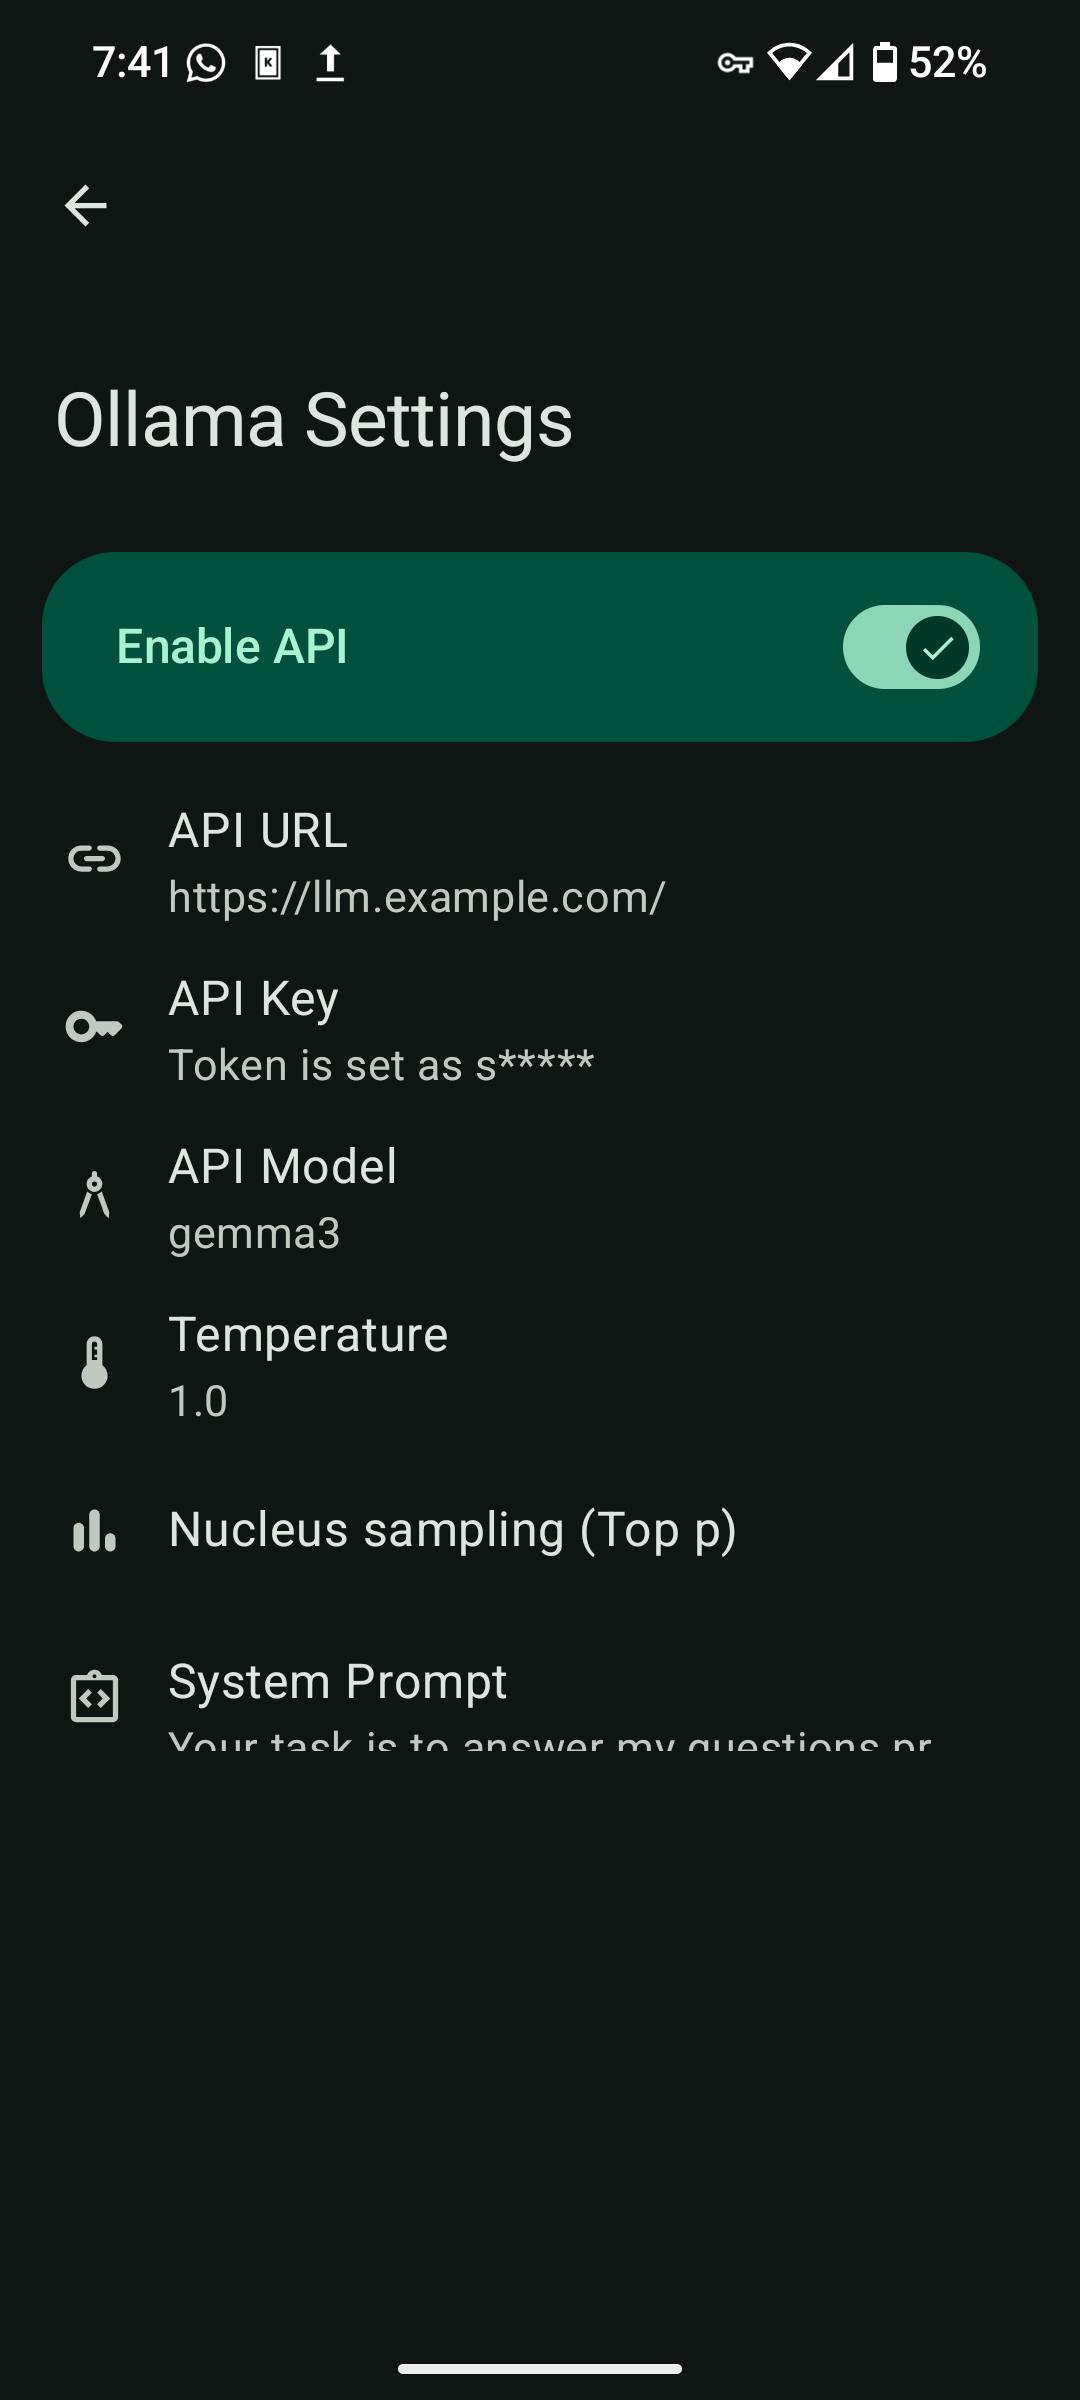 7:41 52%
Ollama Settings
Enable API
API URL
https://llm.example.com/
API Key
Token is set as s*****
API Model
gemma3
Temperature
1.0
Nucleus sampling (Top p)
System Prompt
Your task is to answer my questions pr